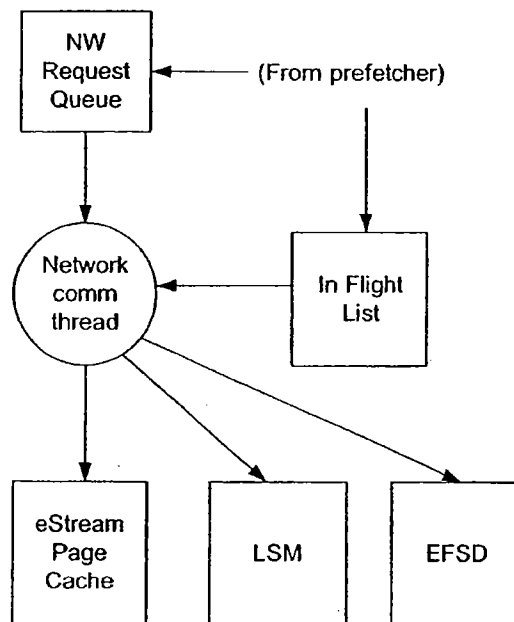 NW
Request
Queue
(From prefetcher)
Network
comm
thread
In Flight
List
eStream
Page
Cache
LSM
EFSD